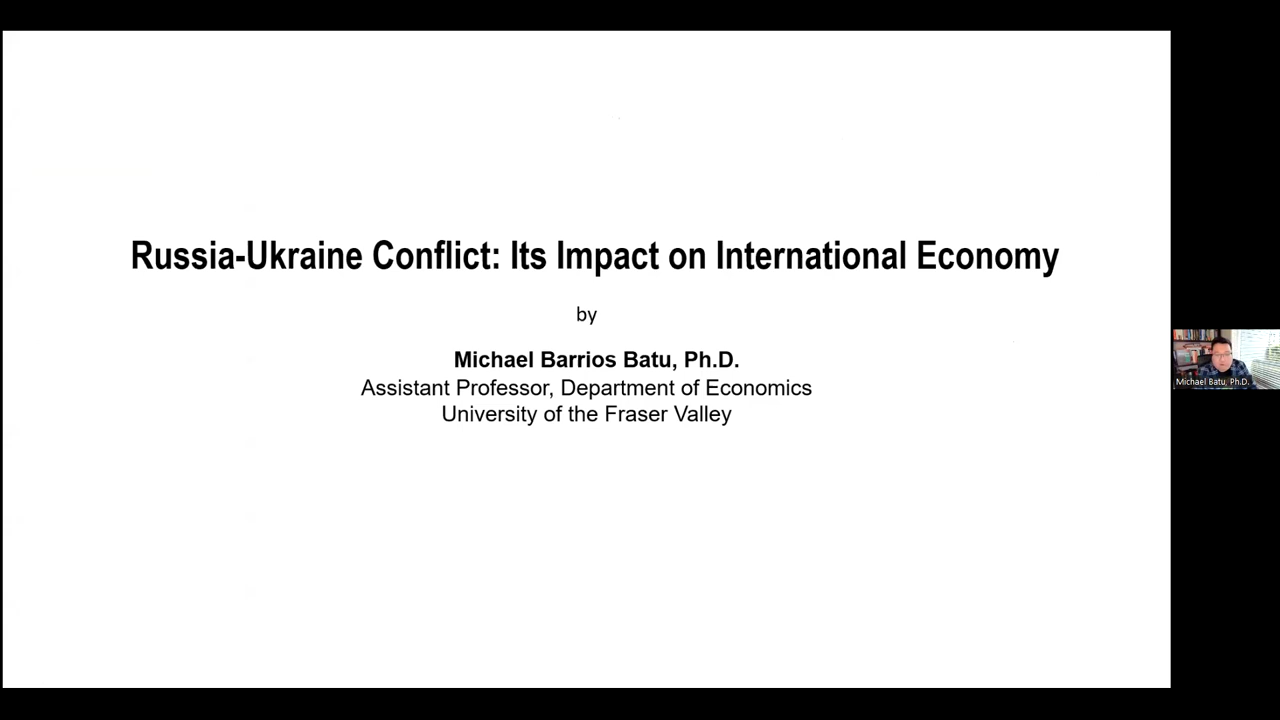 Russia-Ukraine Conflict: Its Impact on International Economy
by
Michael Barrios Batu, Ph.D.
Assistant Professor, Department of Economics
University of the Fraser Valley
Michael Batu, Ph.D.